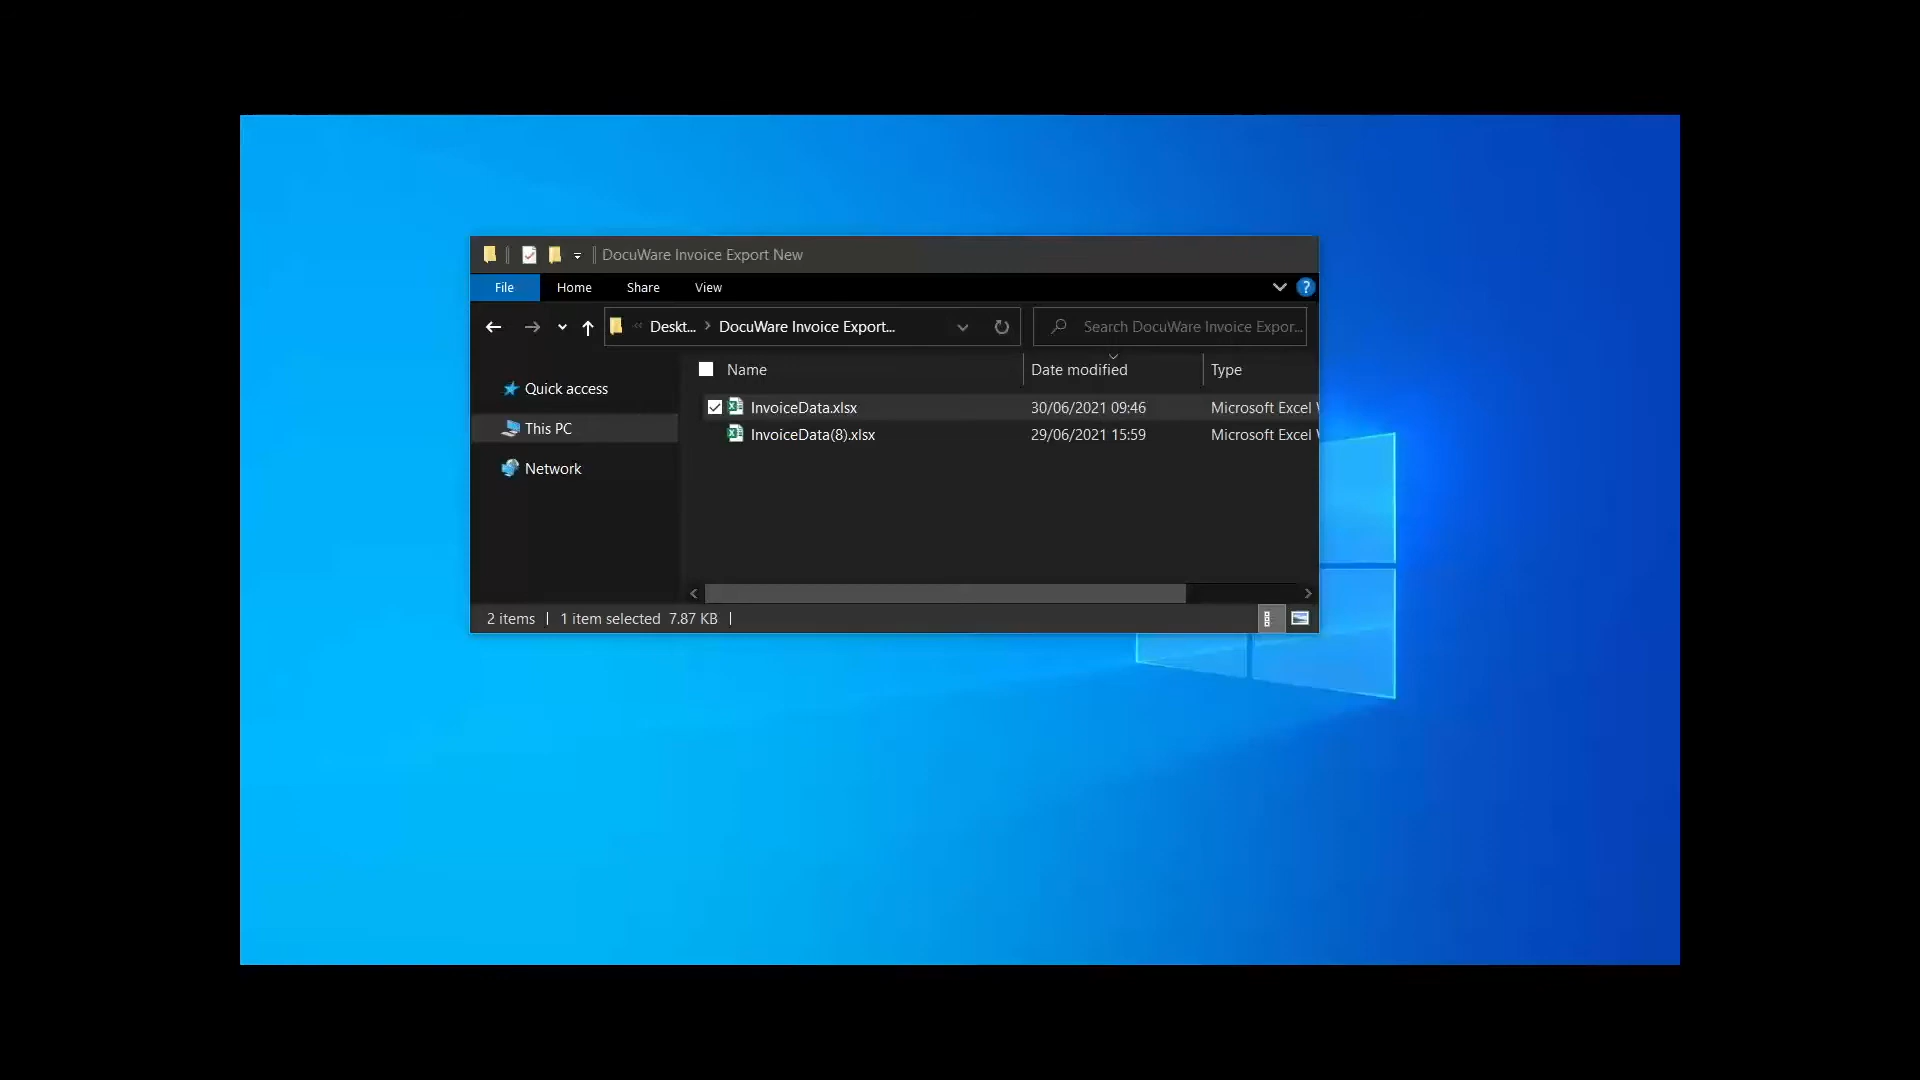 DocuWare Invoice Export New
File Home Share View
Deskt... DocuWare Invoice Export... Search DocuWare Invoice Expor...
Name Date modified Type
Quick access
InvoiceData.xlsx 30/06/2021 09:46 Microsoft Excel
This PC
InvoiceData(8).xlsx 29/06/2021 15:59 Microsoft Excel
Network
2 items 1 item selected 7.87 KB